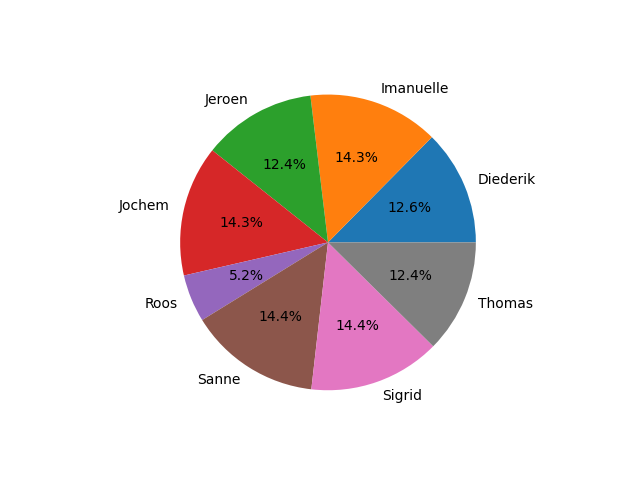 Imanuelle
Jeroen
14.3%
12.4%
Diederik
12.6%
Jochem
14.3%
5.2%
12.4%
Roos
Thomas
14.4%
14.4%
Sanne
Sigrid